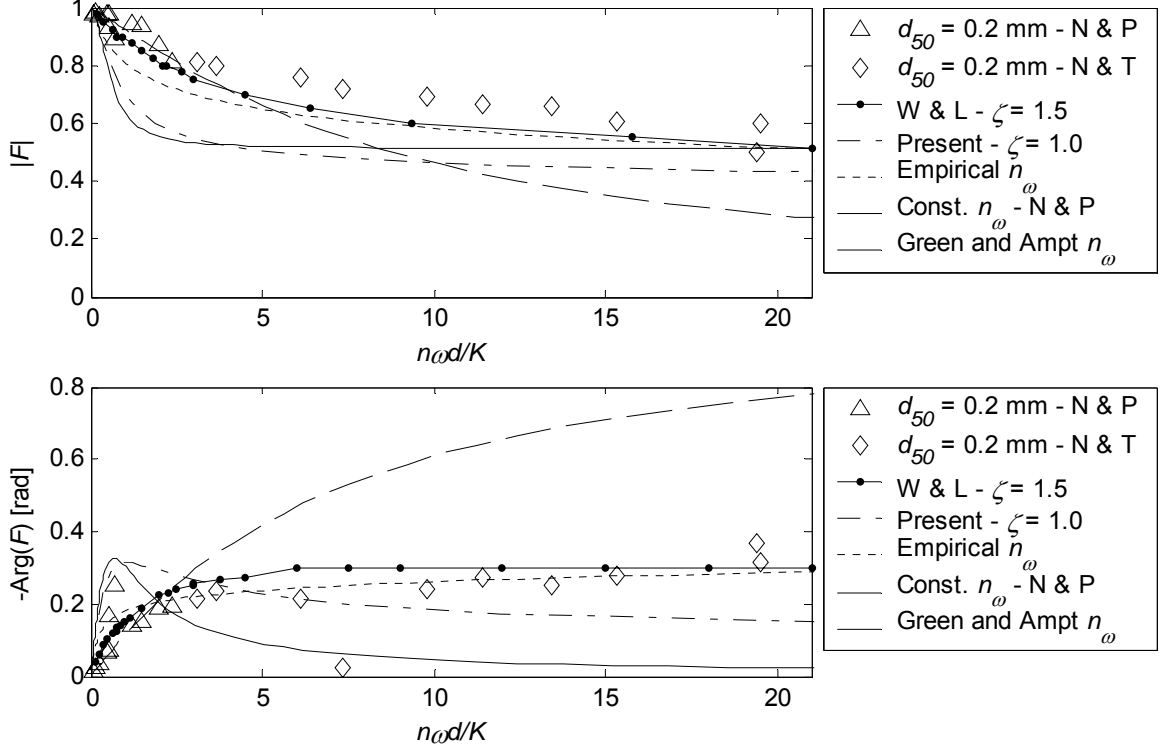 1
0.8
0.6
0.4
0.2
0
|F|
0 5 10 15 20
nωd/K
d50 = 0.2 mm - N & P
d50 = 0.2 mm - N & T
W & L - ζ = 1.5
Present - ζ = 1.0
Empirical nω
Const. nω - N & P
Green and Ampt nω
0.8
0.6
0.4
0.2
0
-Arg(F) [rad]
0 5 10 15 20
nωd/K
d50 = 0.2 mm - N & P
d50 = 0.2 mm - N & T
W & L - ζ = 1.5
Present - ζ = 1.0
Empirical nω
Const. nω - N & P
Green and Ampt nω